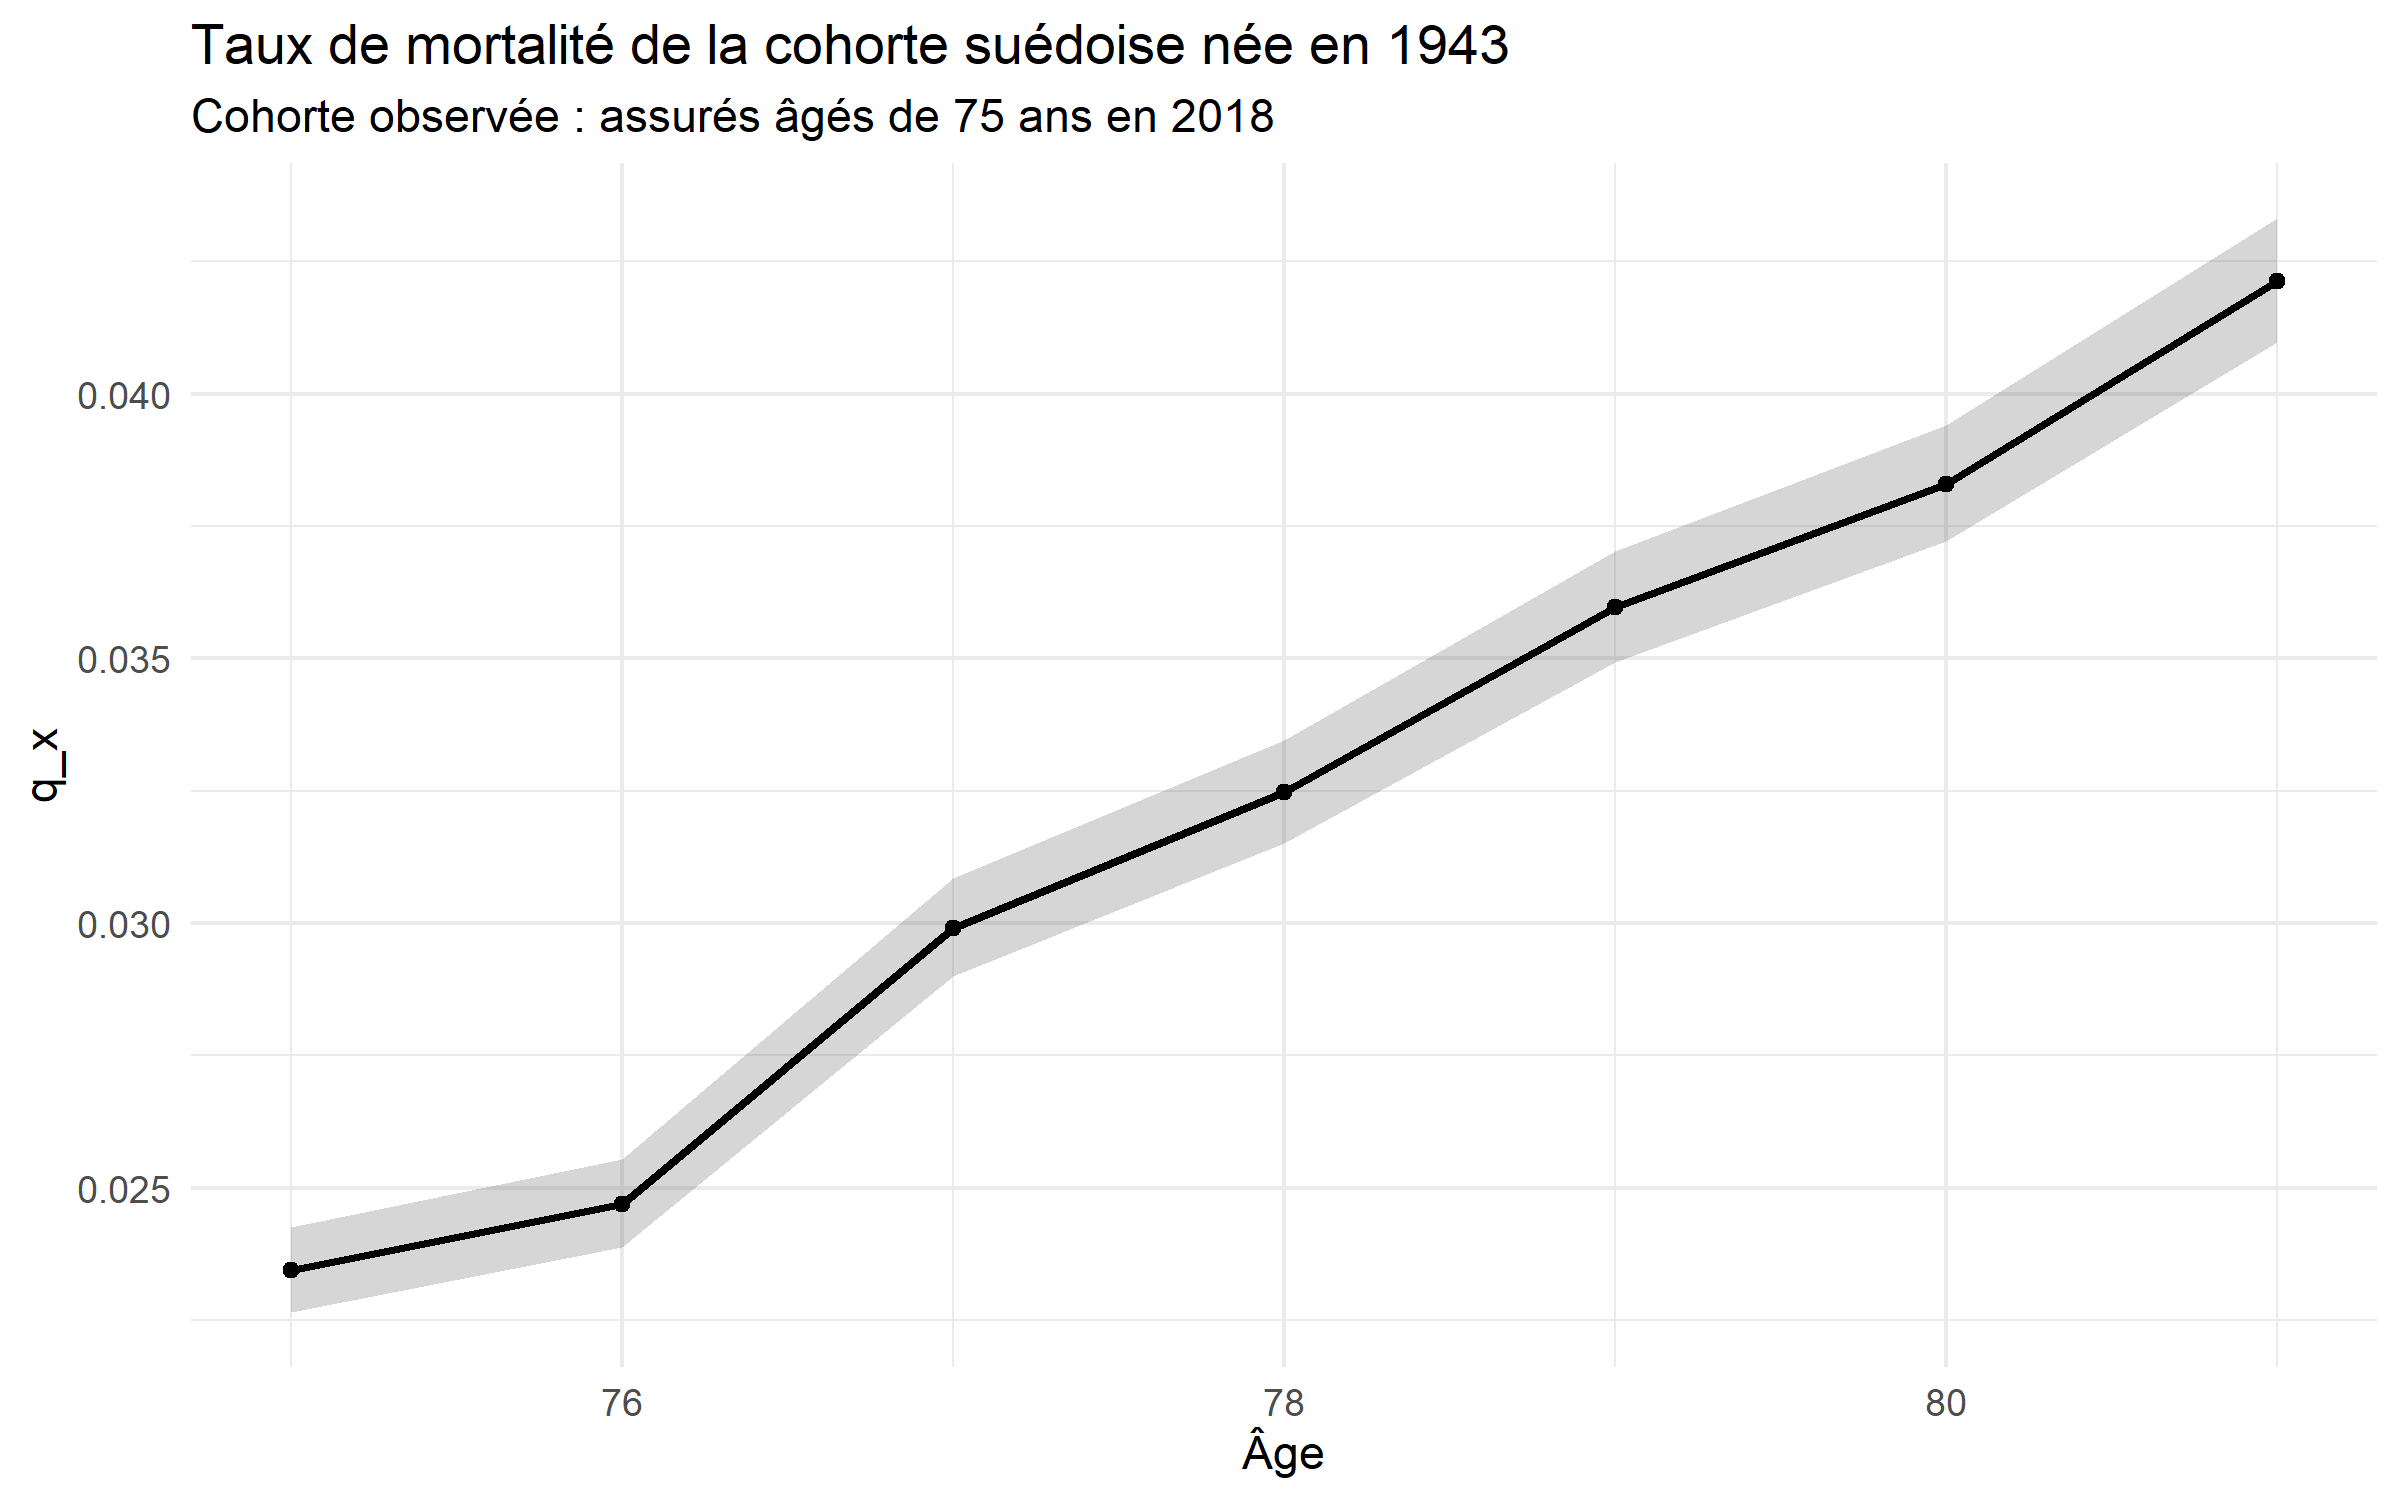 Taux de mortalité de la cohorte suédoise née en 1943
Cohorte observée : assurés âgés de 75 ans en 2018
q_x
0.040
0.035
0.030
0.025
76
78
80
Âge